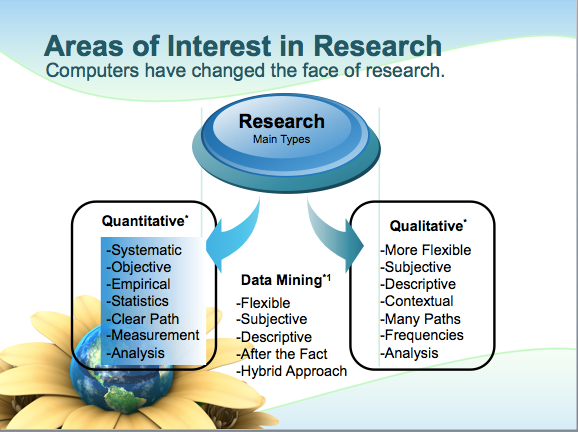 Areas of Interest in Research
Computers have changed the face of research.
Research
Main Types
Quantitative*
-Systematic
-Objective
-Empirical
-Statistics
-Clear Path
-Measurement
-Analysis
Data Mining*1
-Flexible
-Subjective
-Descriptive
-After the Fact
-Hybrid Approach
Qualitative*
-More Flexible
-Subjective
-Descriptive
-Contextual
-Many Paths
-Frequencies
-Analysis